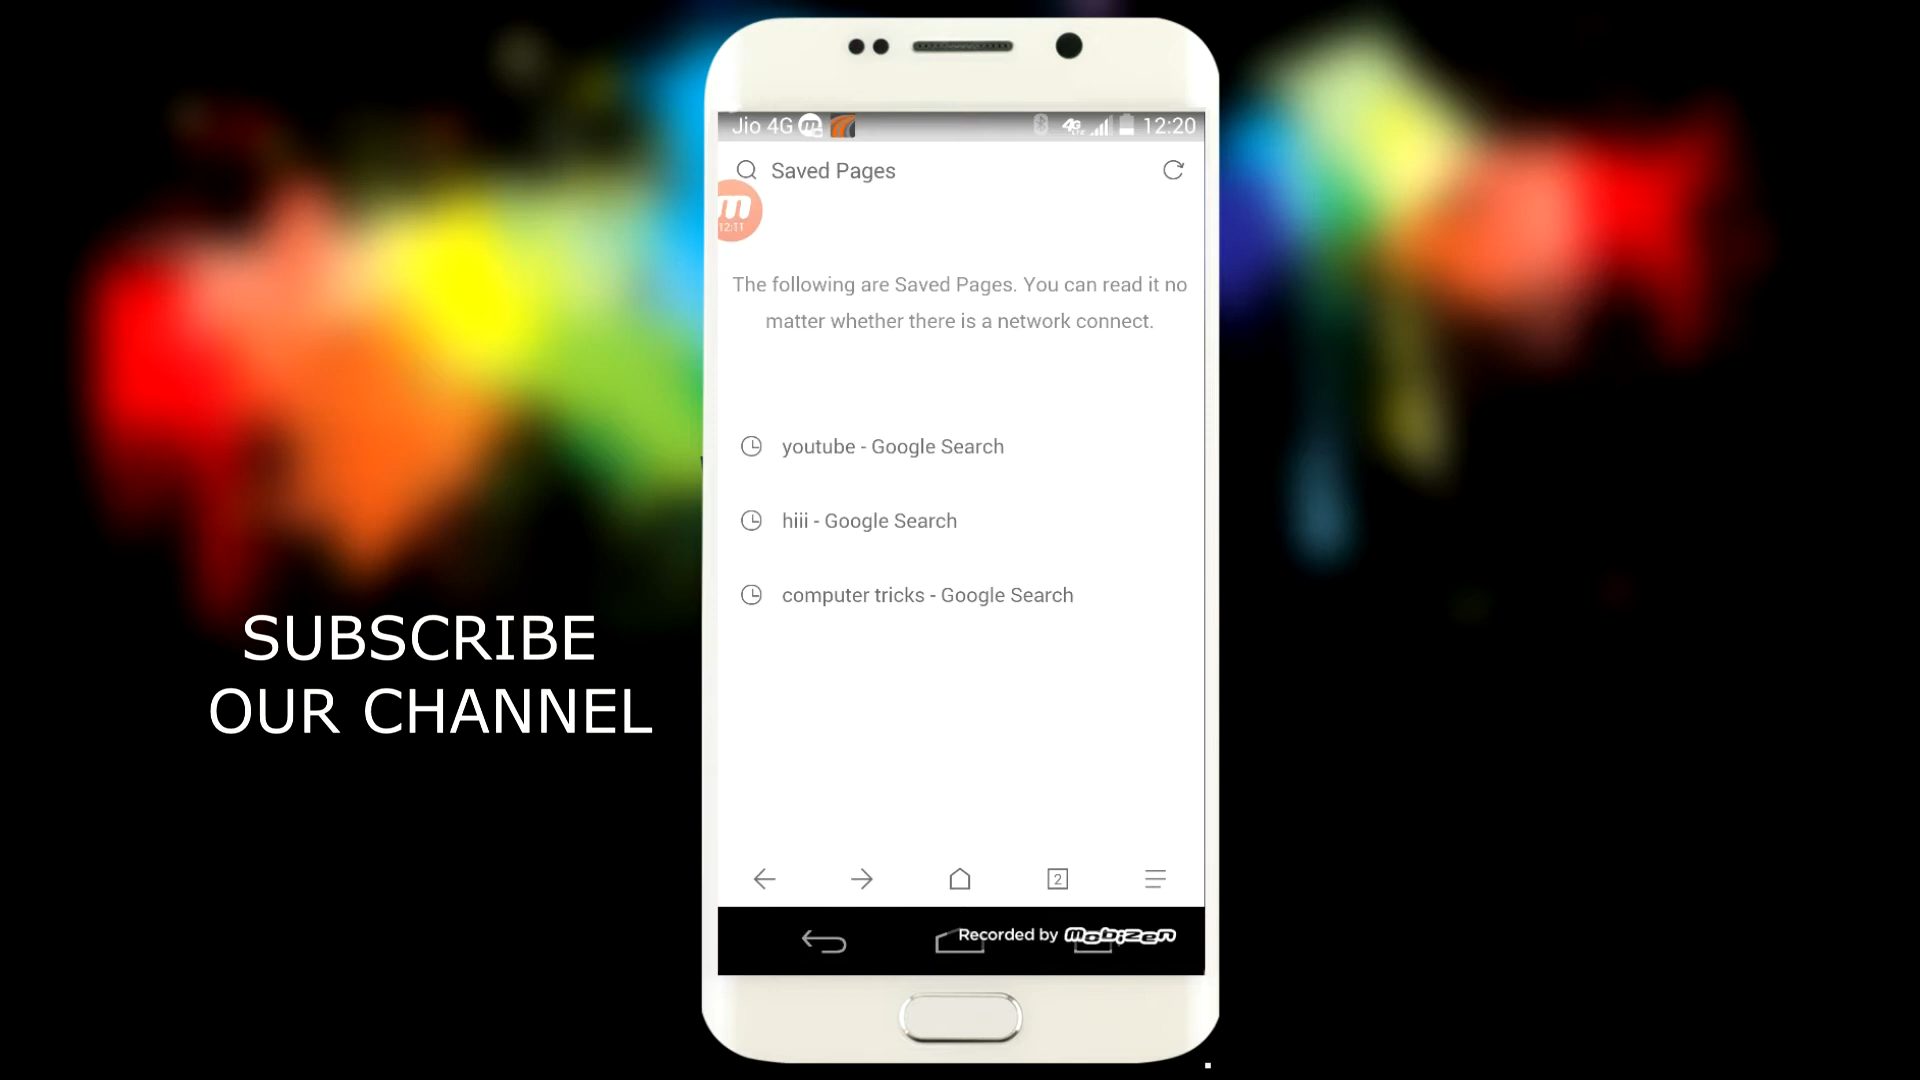 Jio 4G 12:20
Saved Pages
m
12:11
The following are Saved Pages. You can read it no
matter whether there is a network connect.
youtube - Google Search
hiii - Google Search
computer tricks - Google Search
SUBSCRIBE
OUR CHANNEL
2
Recorded by Mobizen